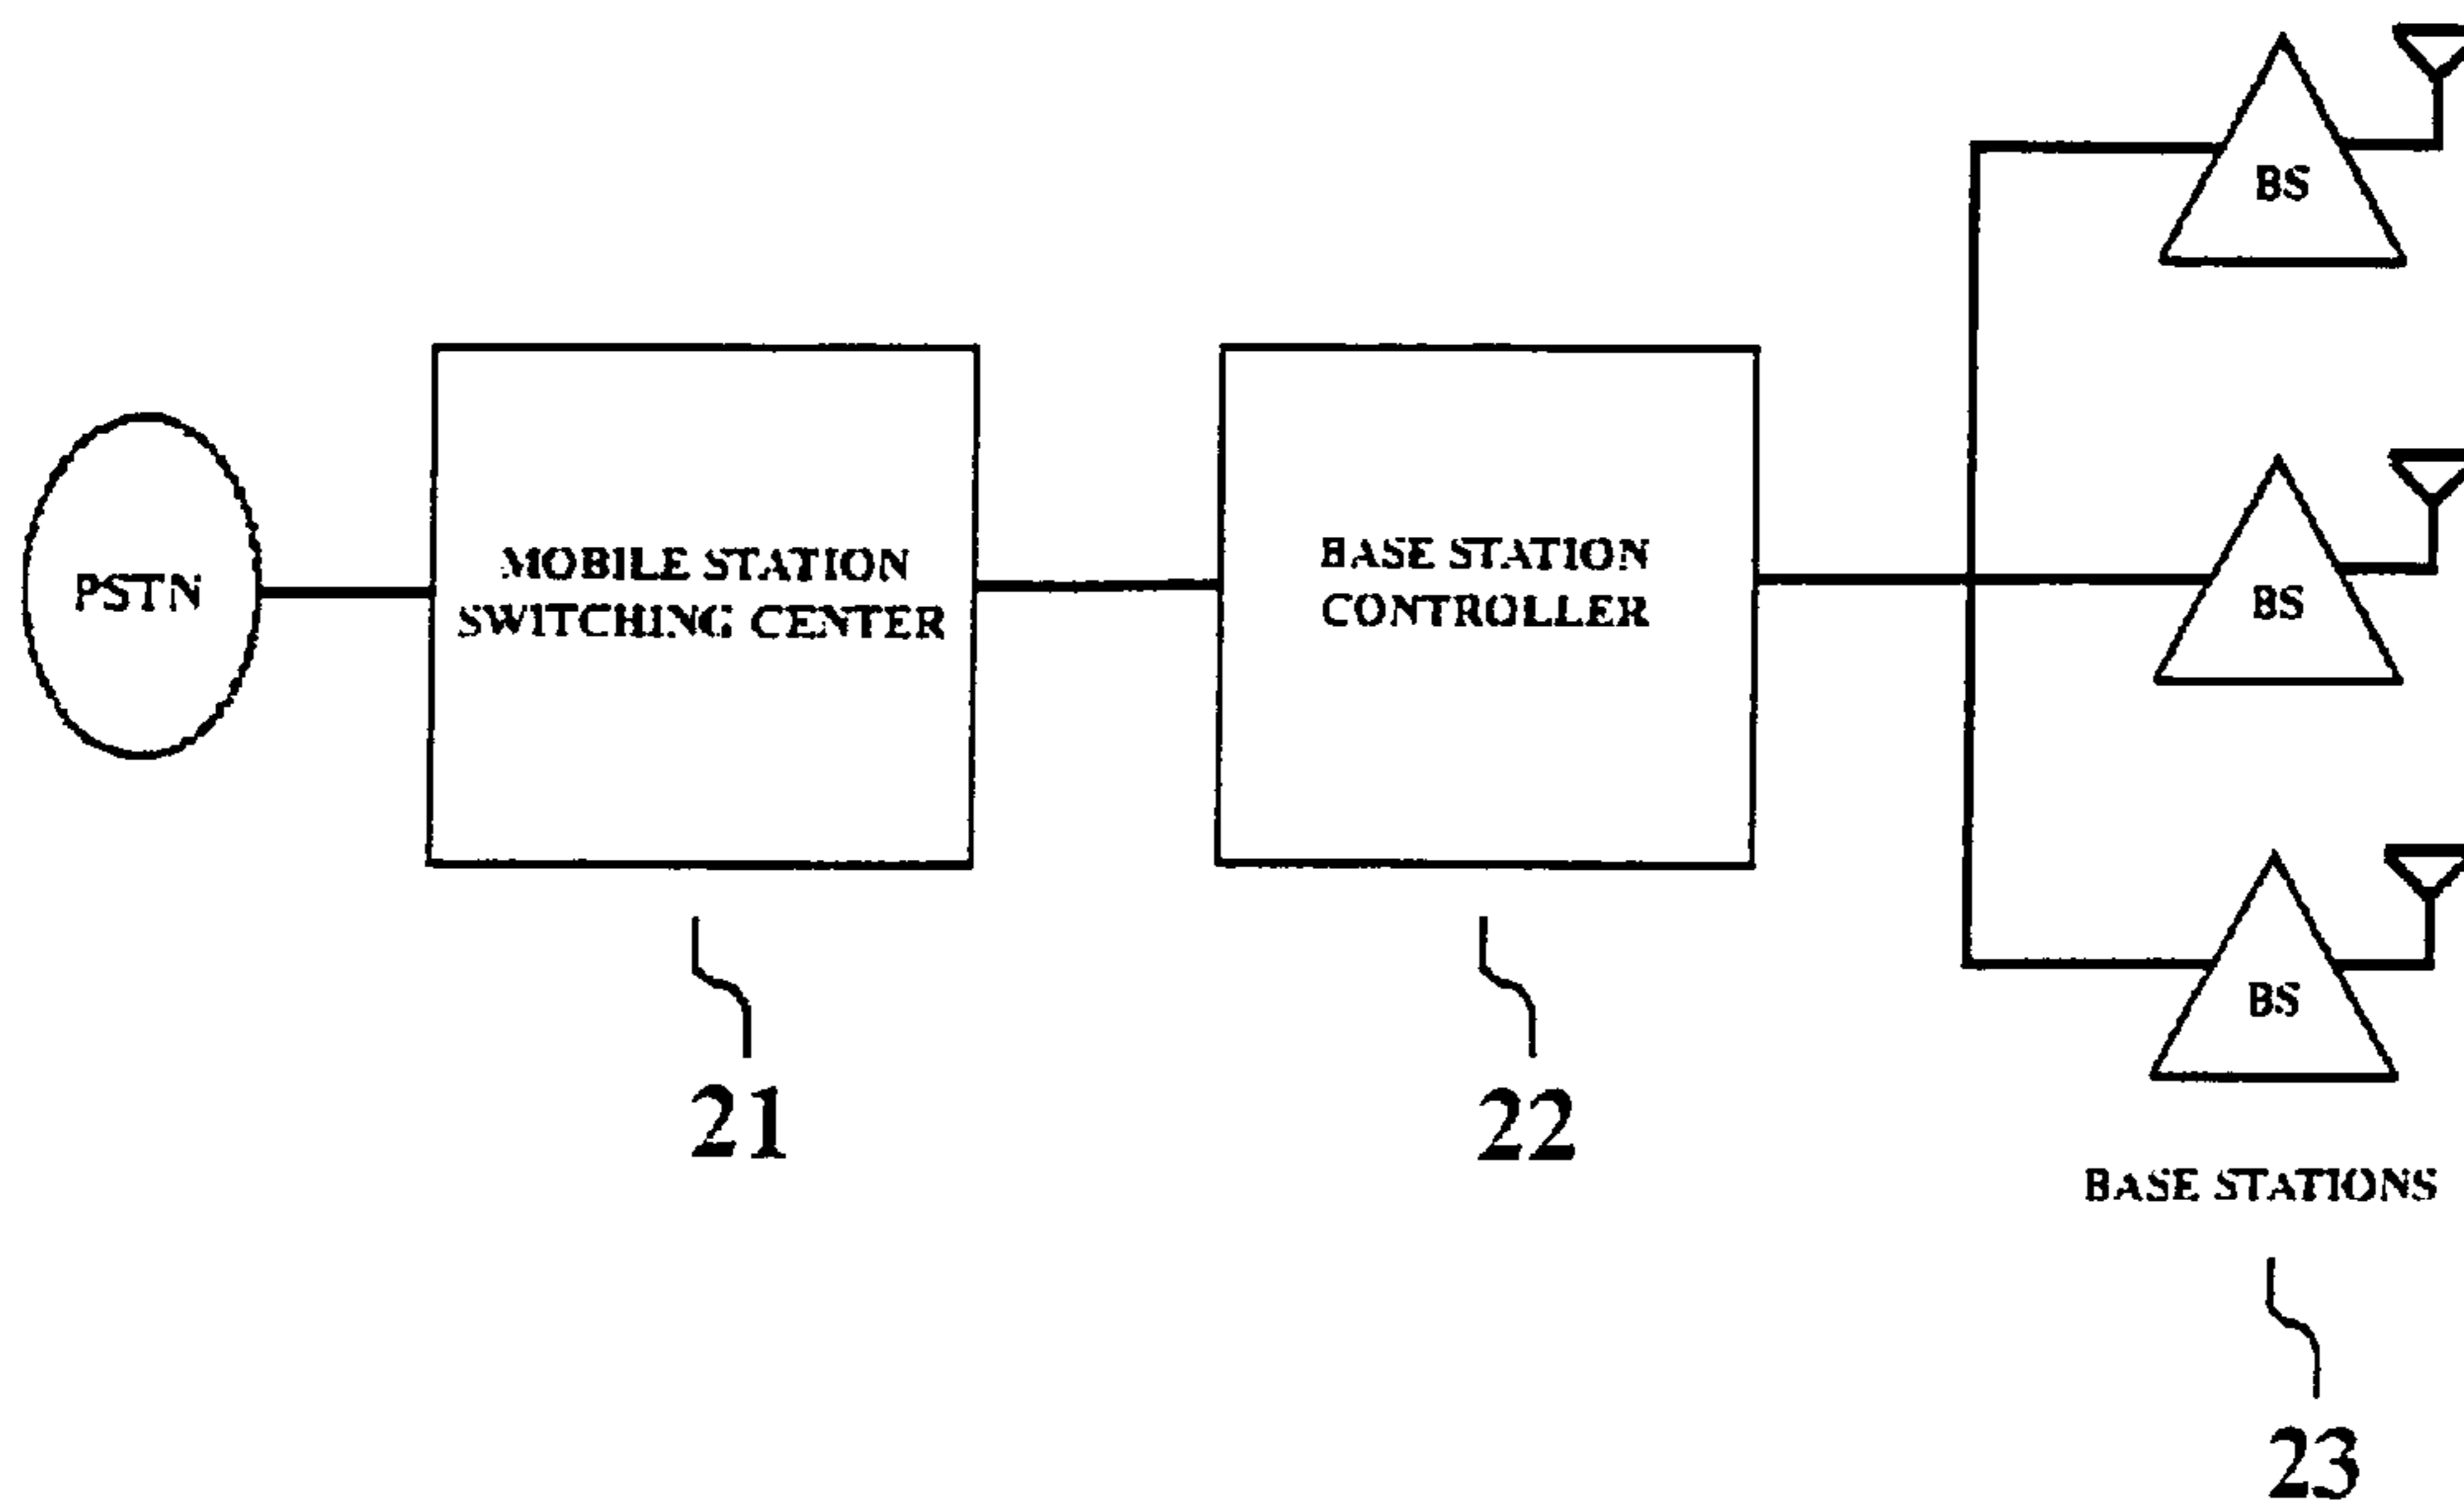 BS
BS
PSTN
MOBILE STATION
SWITCHING CENTER
BASE STATION
CONTROLLER
BS
21
22
BASE STATIONS
23